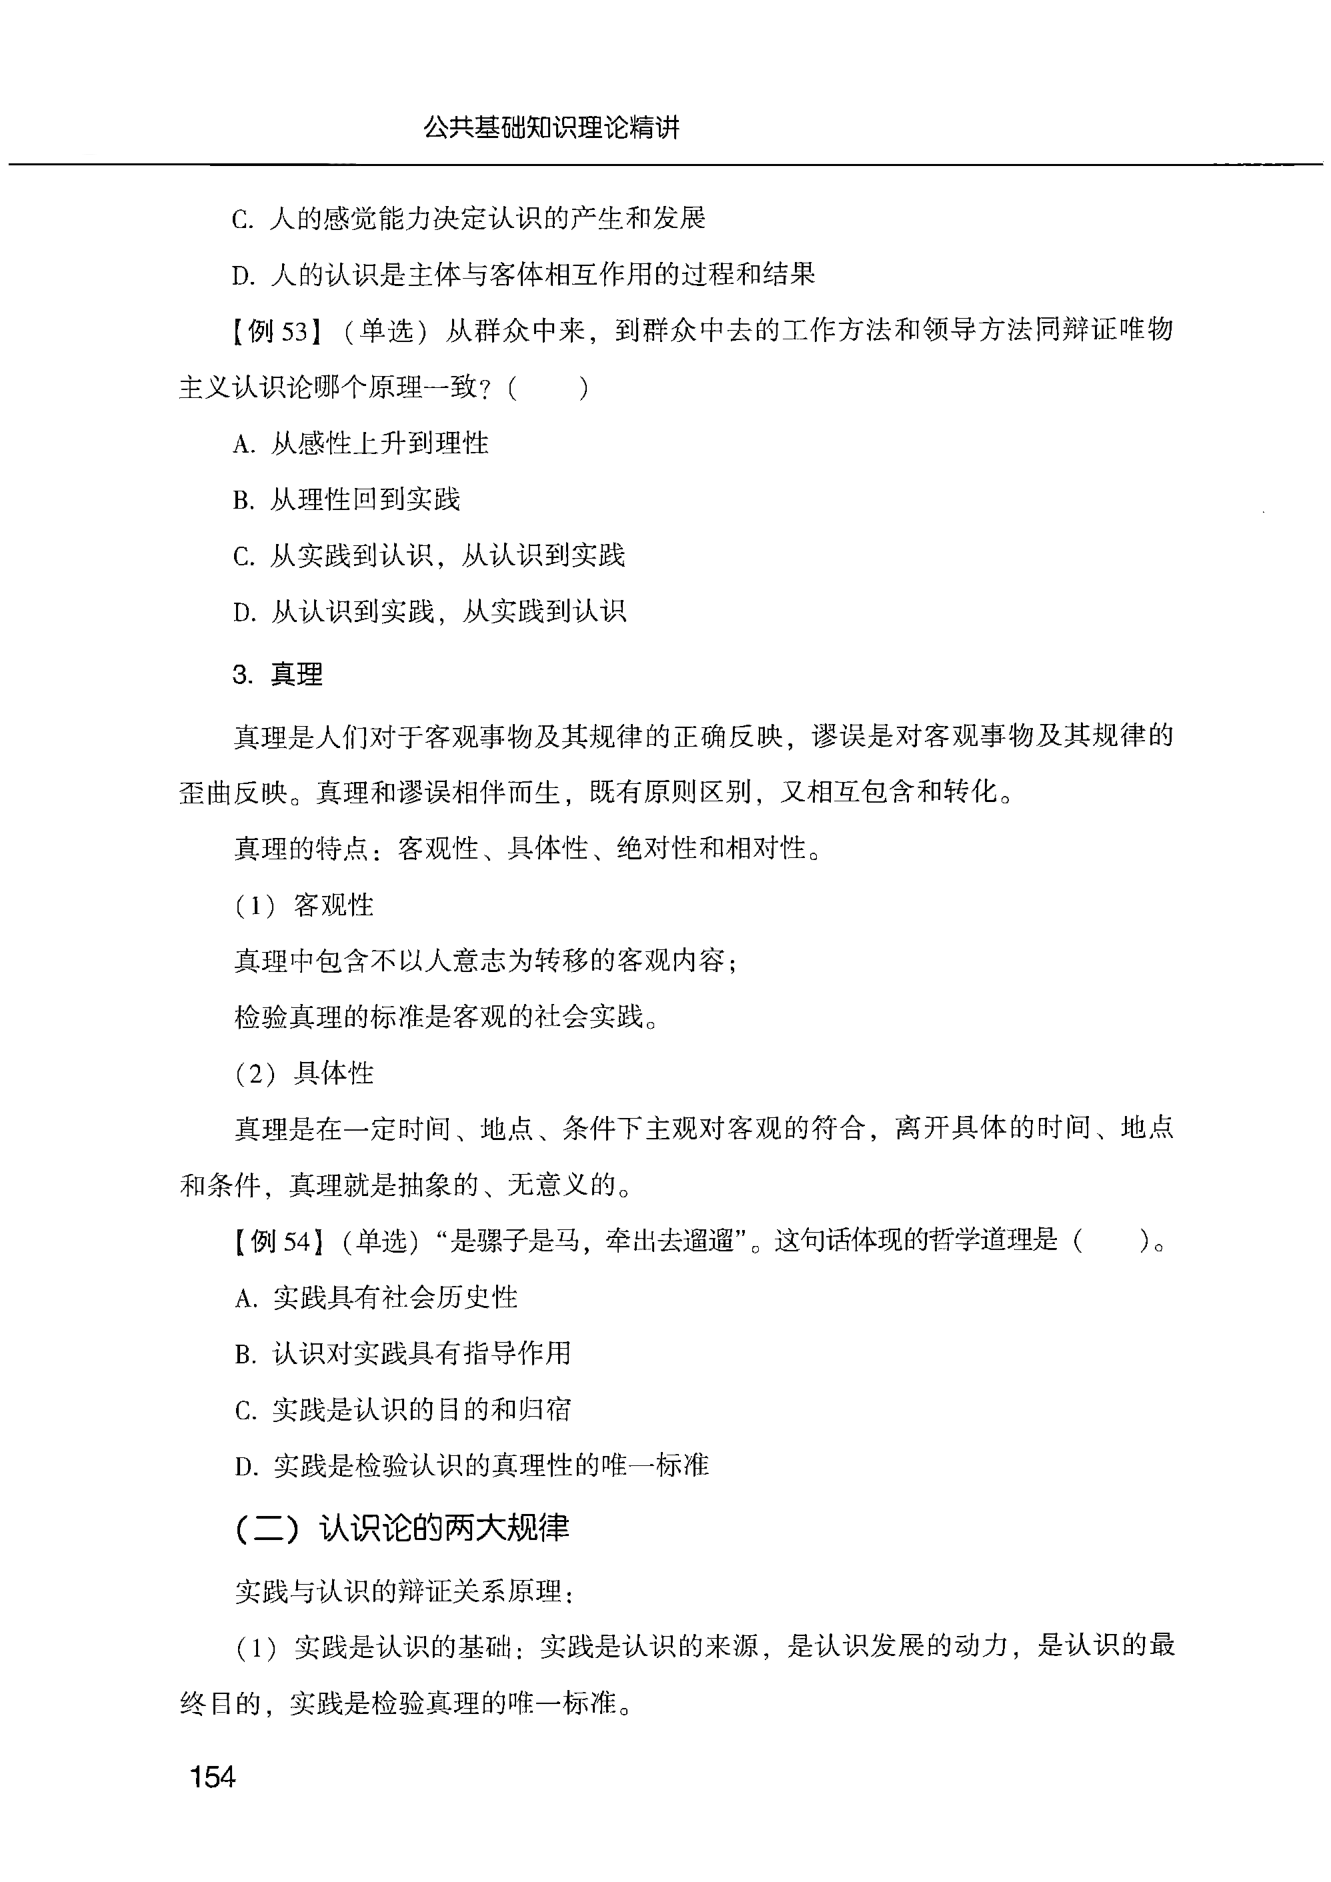 公共基础知识理论精讲
C. 人的感觉能力决定认识的产生和发展
D. 人的认识是主体与客体相互作用的过程和结果
【例 53】(单选) 从群众中来，到群众中去的工作方法和领导方法同辩证唯物
主义认识论哪个原理一致? (　　)
A. 从感性上升到理性
B. 从理性回到实践
C. 从实践到认识，从认识到实践
D. 从认识到实践，从实践到认识
3. 真理
真理是人们对于客观事物及其规律的正确反映，谬误是对客观事物及其规律的
歪曲反映。真理和谬误相伴而生，既有原则区别，又相互包含和转化。
真理的特点：客观性、具体性、绝对性和相对性。
(1) 客观性
真理中包含不以人意志为转移的客观内容；
检验真理的标准是客观的社会实践。
(2) 具体性
真理是在一定时间、地点、条件下主观对客观的符合，离开具体的时间、地点
和条件，真理就是抽象的、无意义的。
【例 54】(单选) “是骡子是马，牵出去遛遛”。这句话体现的哲学道理是 (　　)。
A. 实践具有社会历史性
B. 认识对实践具有指导作用
C. 实践是认识的目的和归宿
D. 实践是检验认识的真理性的唯一标准
(二) 认识论的两大规律
实践与认识的辩证关系原理：
(1) 实践是认识的基础：实践是认识的来源，是认识发展的动力，是认识的最
终目的，实践是检验真理的唯一标准。
154